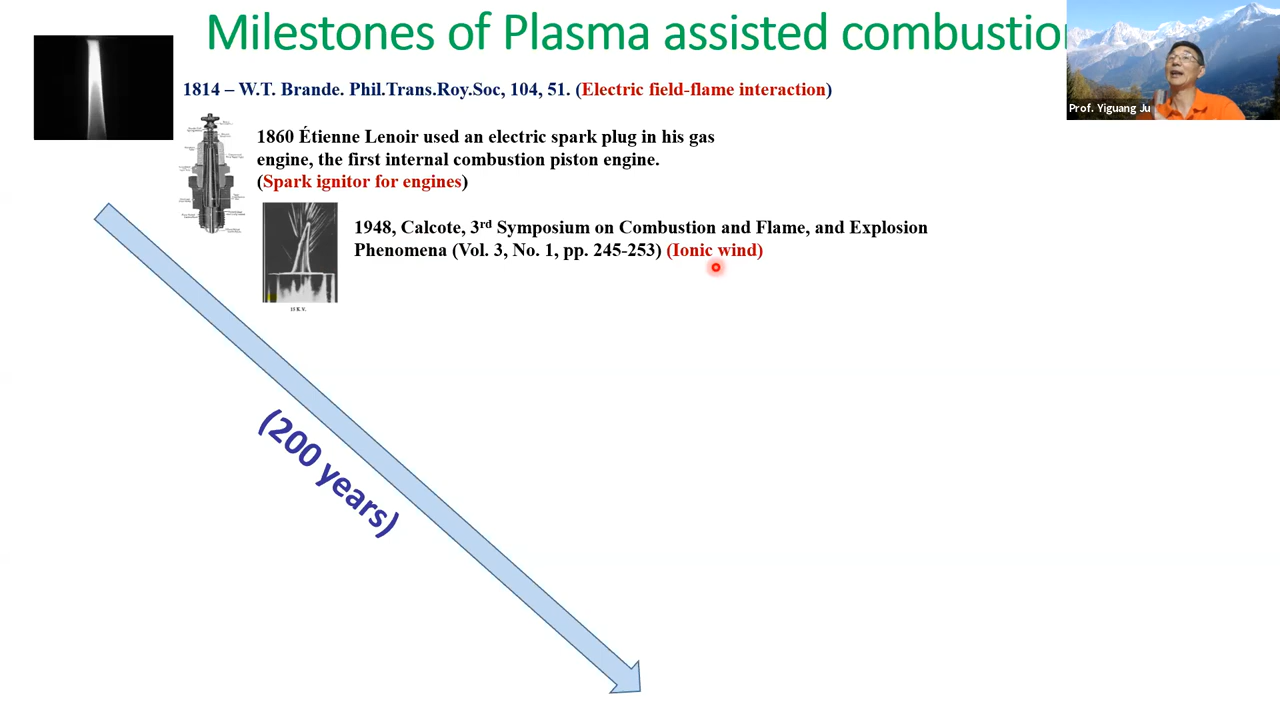 Milestones of Plasma assisted combustio
Prof. Yiguang Ju
1814 – W.T. Brande. Phil.Trans.Roy.Soc, 104, 51. (Electric field-flame interaction)
1860 Étienne Lenoir used an electric spark plug in his gas
engine, the first internal combustion piston engine.
(Spark ignitor for engines)
1948, Calcote, 3rd Symposium on Combustion and Flame, and Explosion
Phenomena (Vol. 3, No. 1, pp. 245-253) (Ionic wind)
15 K V.
(200 years)